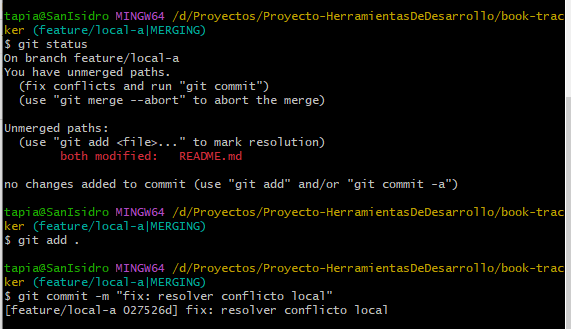 tapia@SanIsidro MINGW64 /d/Proyectos/Proyecto-HerramientasDeDesarrollo/book-trac
ker (feature/local-a|MERGING)
$ git status
On branch feature/local-a
You have unmerged paths.
  (fix conflicts and run "git commit")
  (use "git merge --abort" to abort the merge)

Unmerged paths:
  (use "git add <file>..." to mark resolution)
        both modified:   README.md

no changes added to commit (use "git add" and/or "git commit -a")

tapia@SanIsidro MINGW64 /d/Proyectos/Proyecto-HerramientasDeDesarrollo/book-trac
ker (feature/local-a|MERGING)
$ git add .

tapia@SanIsidro MINGW64 /d/Proyectos/Proyecto-HerramientasDeDesarrollo/book-trac
ker (feature/local-a|MERGING)
$ git commit -m "fix: resolver conflicto local"
[feature/local-a 027526d] fix: resolver conflicto local